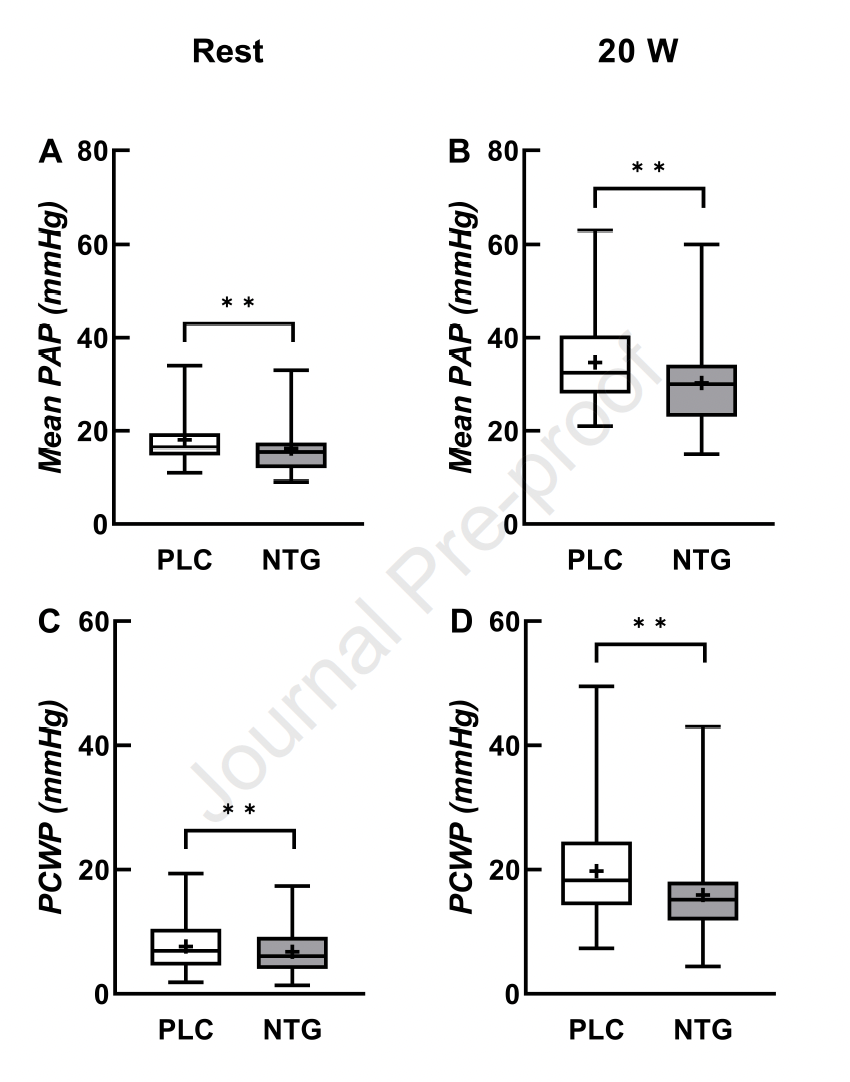 Rest
20 W
A
Mean PAP (mmHg)
80
60
40
20
0
* *
PLC
NTG
B
Mean PAP (mmHg)
80
60
40
20
0
* *
PLC
NTG
C
PCWP (mmHg)
60
40
20
0
* *
PLC
NTG
D
PCWP (mmHg)
60
40
20
0
* *
PLC
NTG
Journal Pre-proof